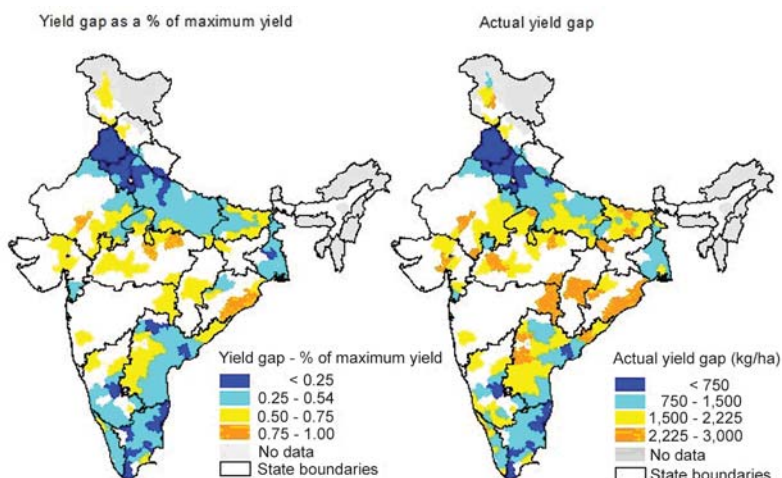 Yield gap as a % of maximum yield
Actual yield gap
Yield gap - % of maximum yield
< 0.25
0.25 - 0.54
0.50 - 0.75
0.75 - 1.00
No data
State boundaries
Actual yield gap (kg/ha)
< 750
750 - 1,500
1,500 - 2,225
2,225 - 3,000
No data
State boundaries